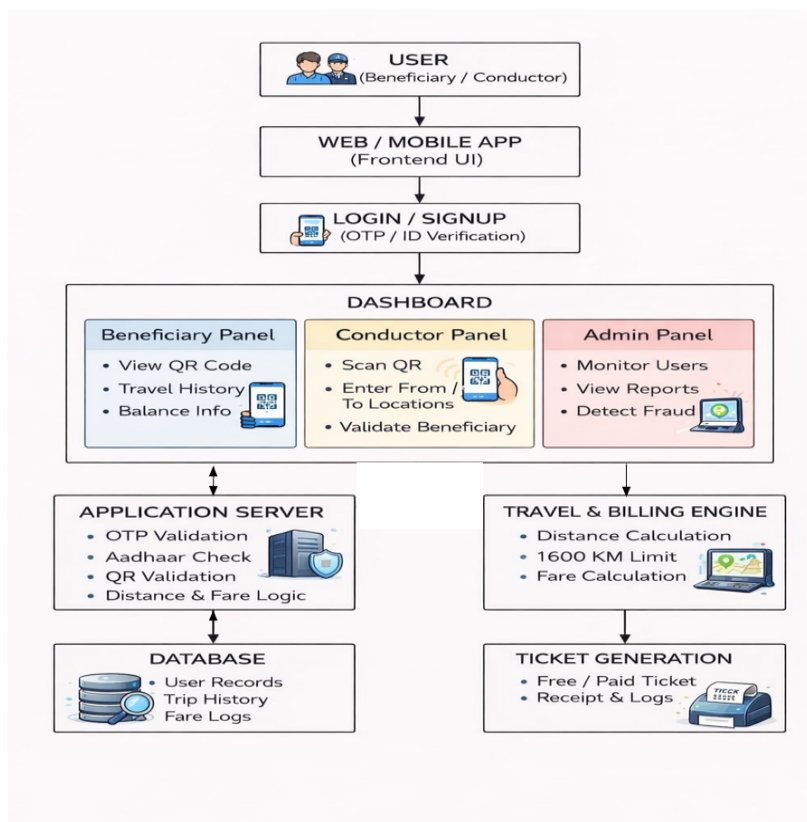 USER
(Beneficiary / Conductor)
WEB / MOBILE APP
(Frontend UI)
LOGIN / SIGNUP
(OTP / ID Verification)
DASHBOARD
Beneficiary Panel
• View QR Code
• Travel History
• Balance Info
Conductor Panel
• Scan QR
• Enter From /
To Locations
• Validate Beneficiary
Admin Panel
• Monitor Users
• View Reports
• Detect Fraud
APPLICATION SERVER
• OTP Validation
• Aadhaar Check
• QR Validation
• Distance & Fare Logic
TRAVEL & BILLING ENGINE
• Distance Calculation
• 1600 KM Limit
• Fare Calculation
DATABASE
• User Records
Trip History
Fare Logs
TICKET GENERATION
• Free / Paid Ticket
• Receipt & Logs